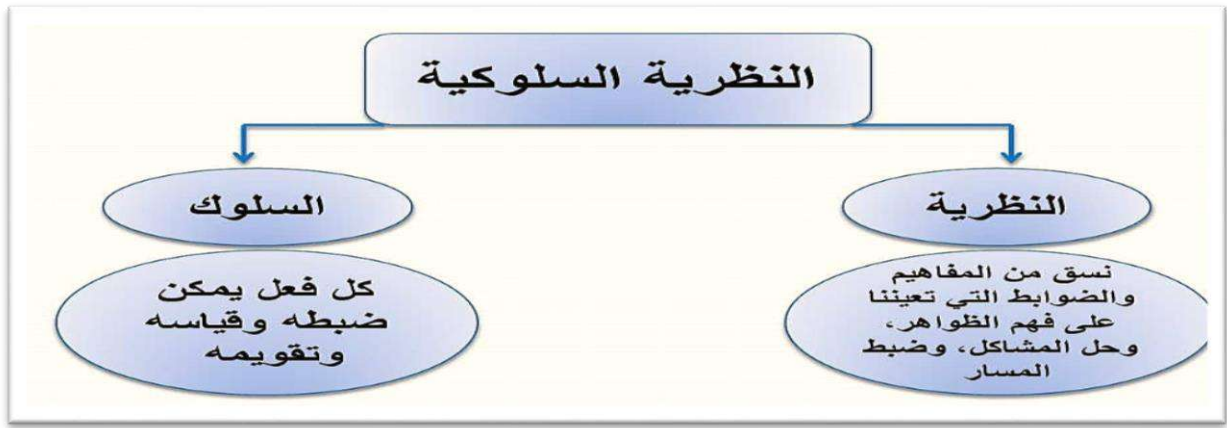 النظرية السلوكية
النظرية
نسق من المفاهيم
والضوابط التي تعيننا
على فهم الظواهر،
وحل المشاكل، وضبط
المسار
السلوك
كل فعل يمكن
ضبطه وقياسه
وتقويمه